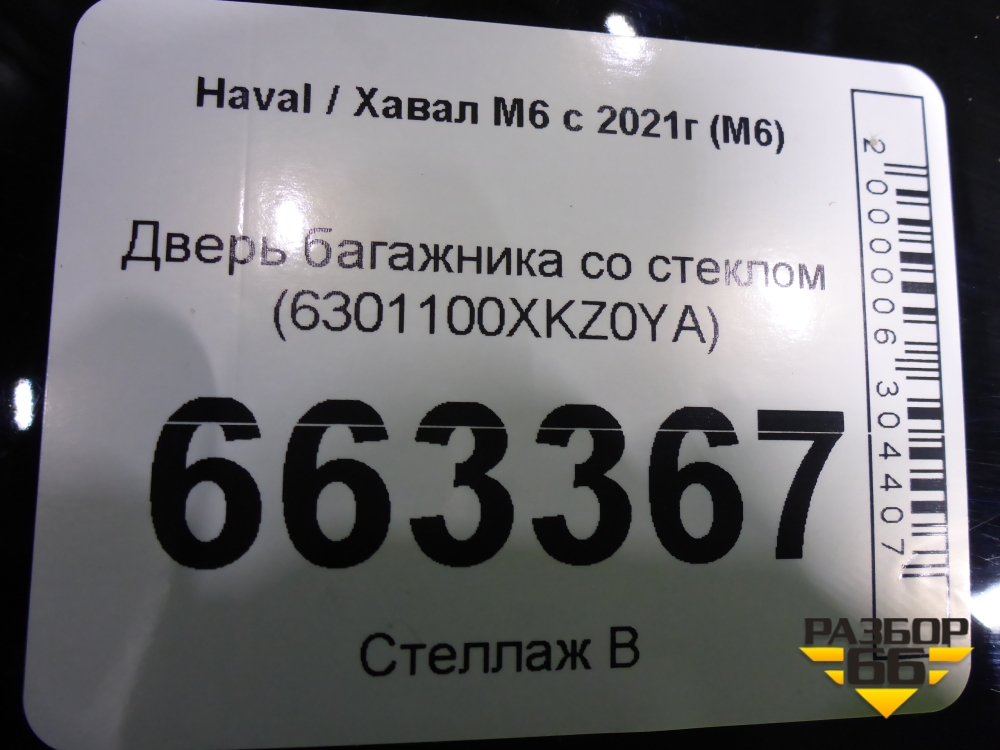 Haval / Хавал М6 с 2021г (М6)
Дверь багажника со стеклом
(6301100XKZ0YA)
663367
Стеллаж В
2000006304407
РАЗБОР
66